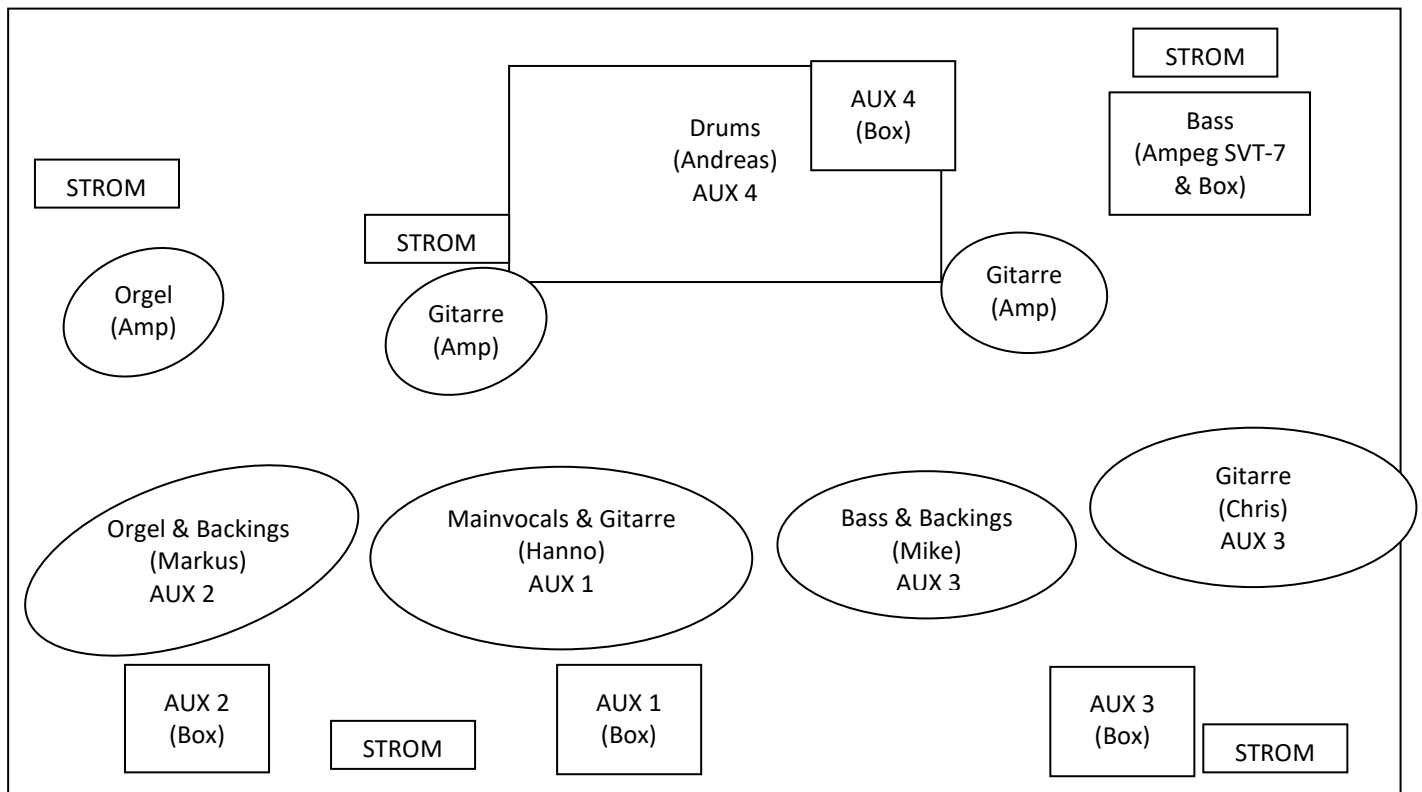 STROM
AUX 4
(Box)
Drums
(Andreas)
AUX 4
Bass
(Ampeg SVT-7
& Box)
STROM
STROM
Orgel
(Amp)
Gitarre
(Amp)
Gitarre
(Amp)
Orgel & Backings
(Markus)
AUX 2
Mainvocals & Gitarre
(Hanno)
AUX 1
Bass & Backings
(Mike)
AUX 3
Gitarre
(Chris)
AUX 3
AUX 2
(Box)
STROM
AUX 1
(Box)
AUX 3
(Box)
STROM